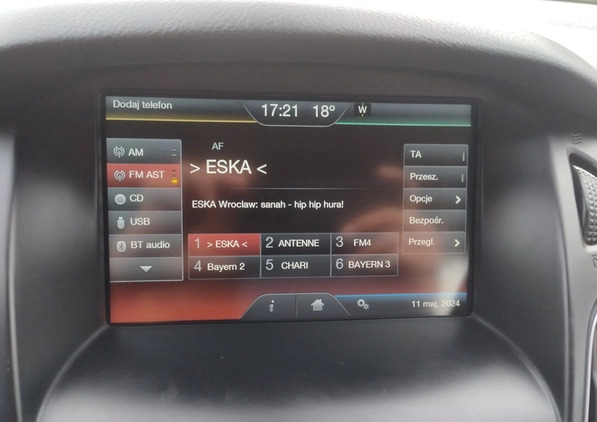 Dodaj telefon
17:21 18° W
AM
FM AST
CD
USB
BT audio
AF
> ESKA <
ESKA Wroclaw: sanah - hip hip hura!
1 > ESKA < 2 ANTENNE 3 FM4
4 Bayern 2 5 CHARI 6 BAYERN 3
TA
Przesz.
Opcje >
Bezpośr.
Przegl. >
i
11 maj, 2024